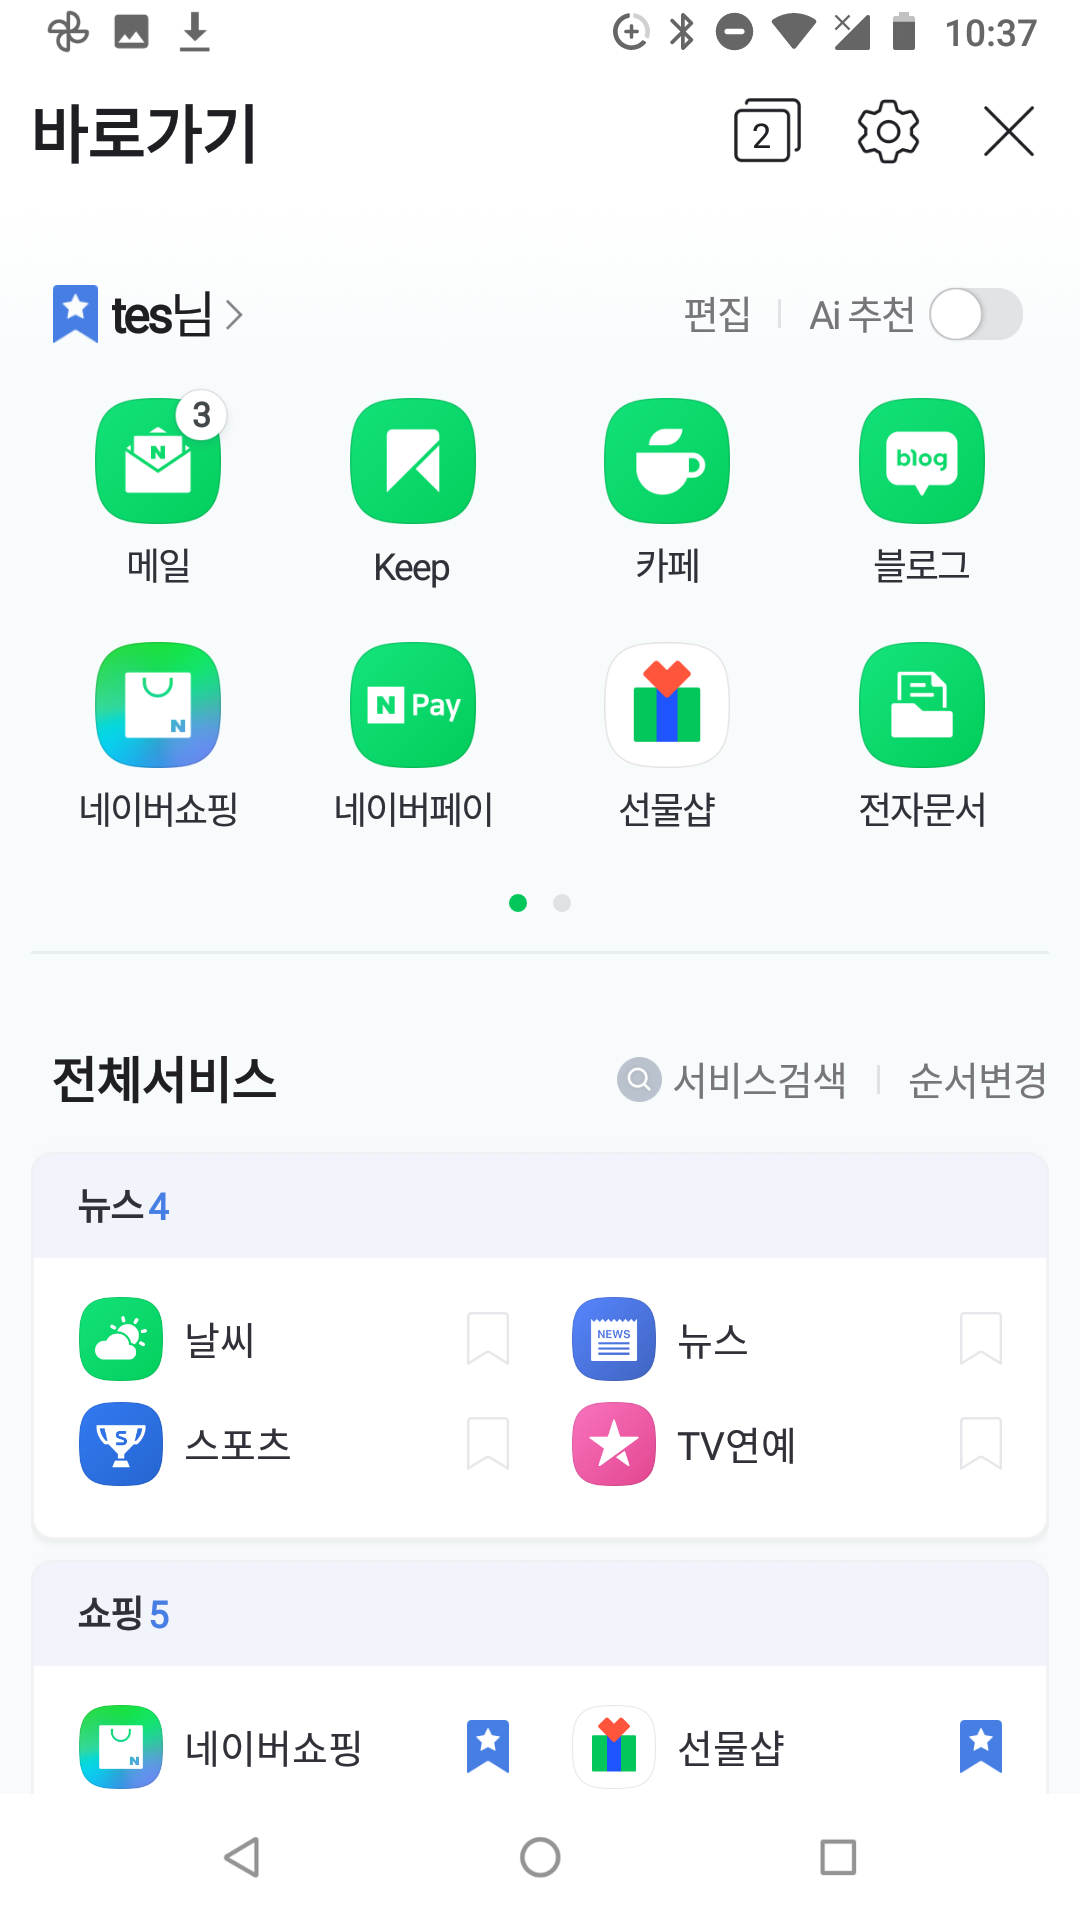 10:37
바로가기
2
tes님
편집
Ai 추천
3
N
메일
Keep
카페
blog
블로그
N
네이버쇼핑
N Pay
네이버페이
선물샵
전자문서
전체서비스
서비스검색
순서변경
뉴스 4
날씨
NEWS
뉴스
S
스포츠
TV연예
쇼핑 5
N
네이버쇼핑
선물샵